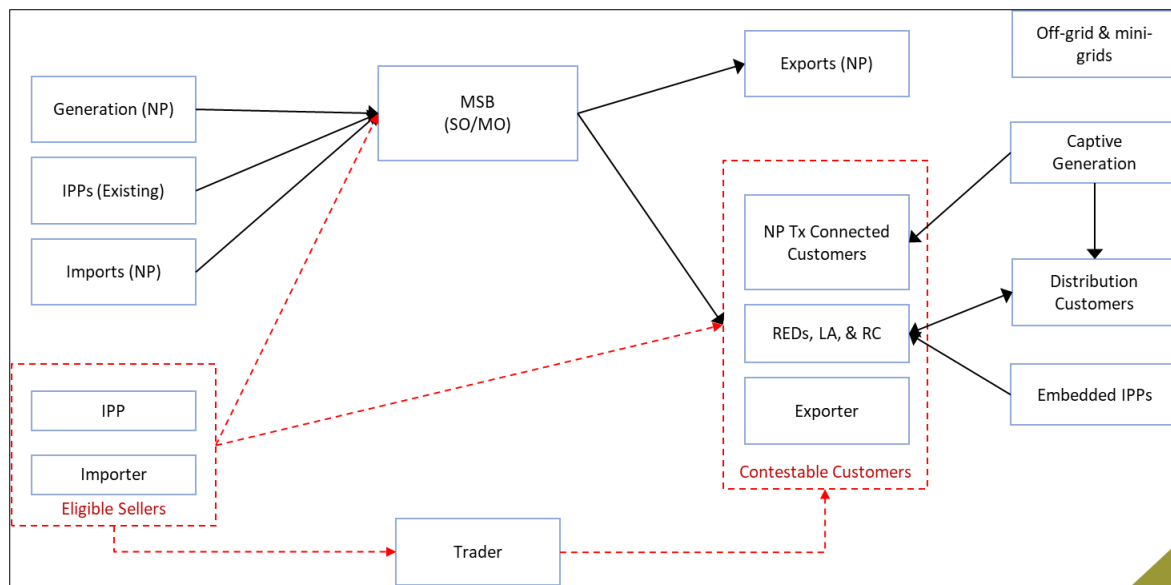 Generation (NP)
IPPs (Existing)
Imports (NP)
IPP
Importer
Eligible Sellers
MSB
(SO/MO)
Trader
Exports (NP)
NP Tx Connected
Customers
REDs, LA, & RC
Exporter
Contestable Customers
Off-grid & mini-
grids
Captive
Generation
Distribution
Customers
Embedded IPPs